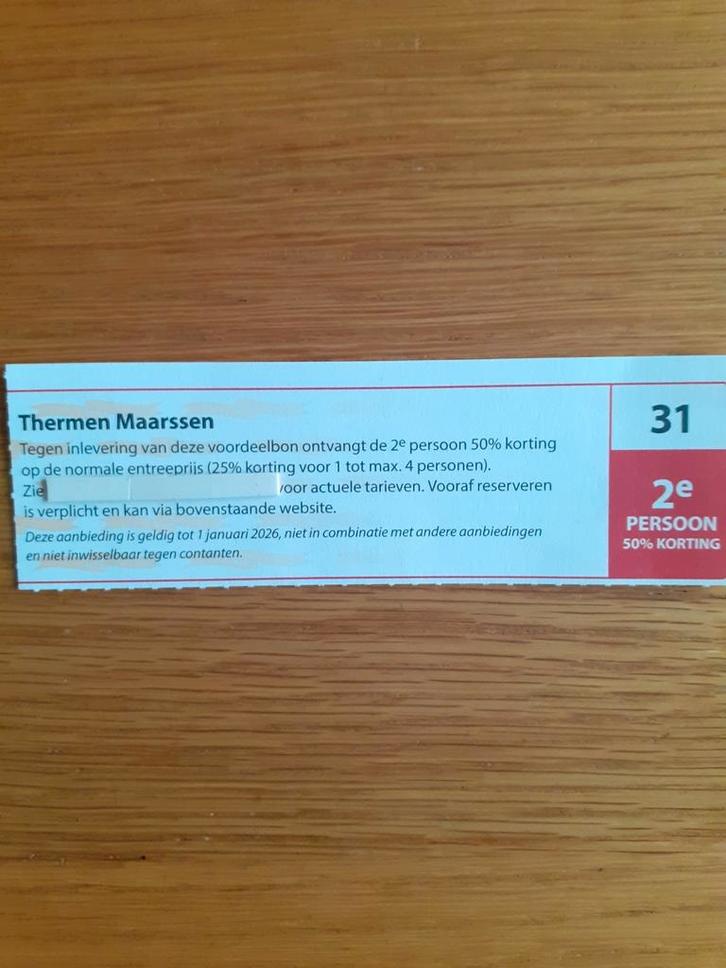 Thermen Maarssen
Tegen inlevering van deze voordeelbon ontvangt de 2e persoon 50% korting
op de normale entreeprijs (25% korting voor 1 tot max. 4 personen).
Zie voor actuele tarieven. Vooraf reserveren
is verplicht en kan via bovenstaande website.
Deze aanbieding is geldig tot 1 januari 2026, niet in combinatie met andere aanbiedingen
en niet inwisselbaar tegen contanten.
31
2e
PERSOON
50% KORTING